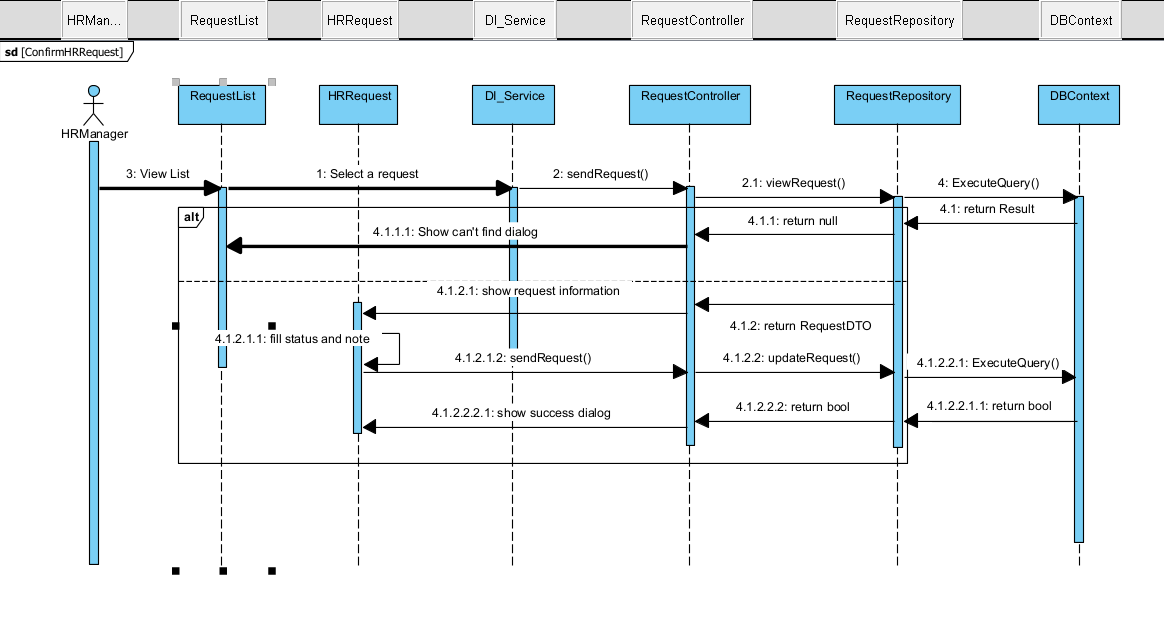 HRMan...
RequestList
HRRequest
DI_Service
RequestController
RequestRepository
DBContext
sd [ConfirmHRRequest]
RequestList
HRRequest
DI_Service
RequestController
RequestRepository
DBContext
HRManager
3: View List
1: Select a request
2: sendRequest()
2.1: viewRequest()
4: ExecuteQuery()
4.1: return Result
alt
4.1.1: return null
4.1.1.1: Show can't find dialog
4.1.2.1: show request information
4.1.2: return RequestDTO
4.1.2.1.1: fill status and note
4.1.2.1.2: sendRequest()
4.1.2.2: updateRequest()
4.1.2.2.1: ExecuteQuery()
4.1.2.2.2.1: show success dialog
4.1.2.2.2: return bool
4.1.2.2.1.1: return bool